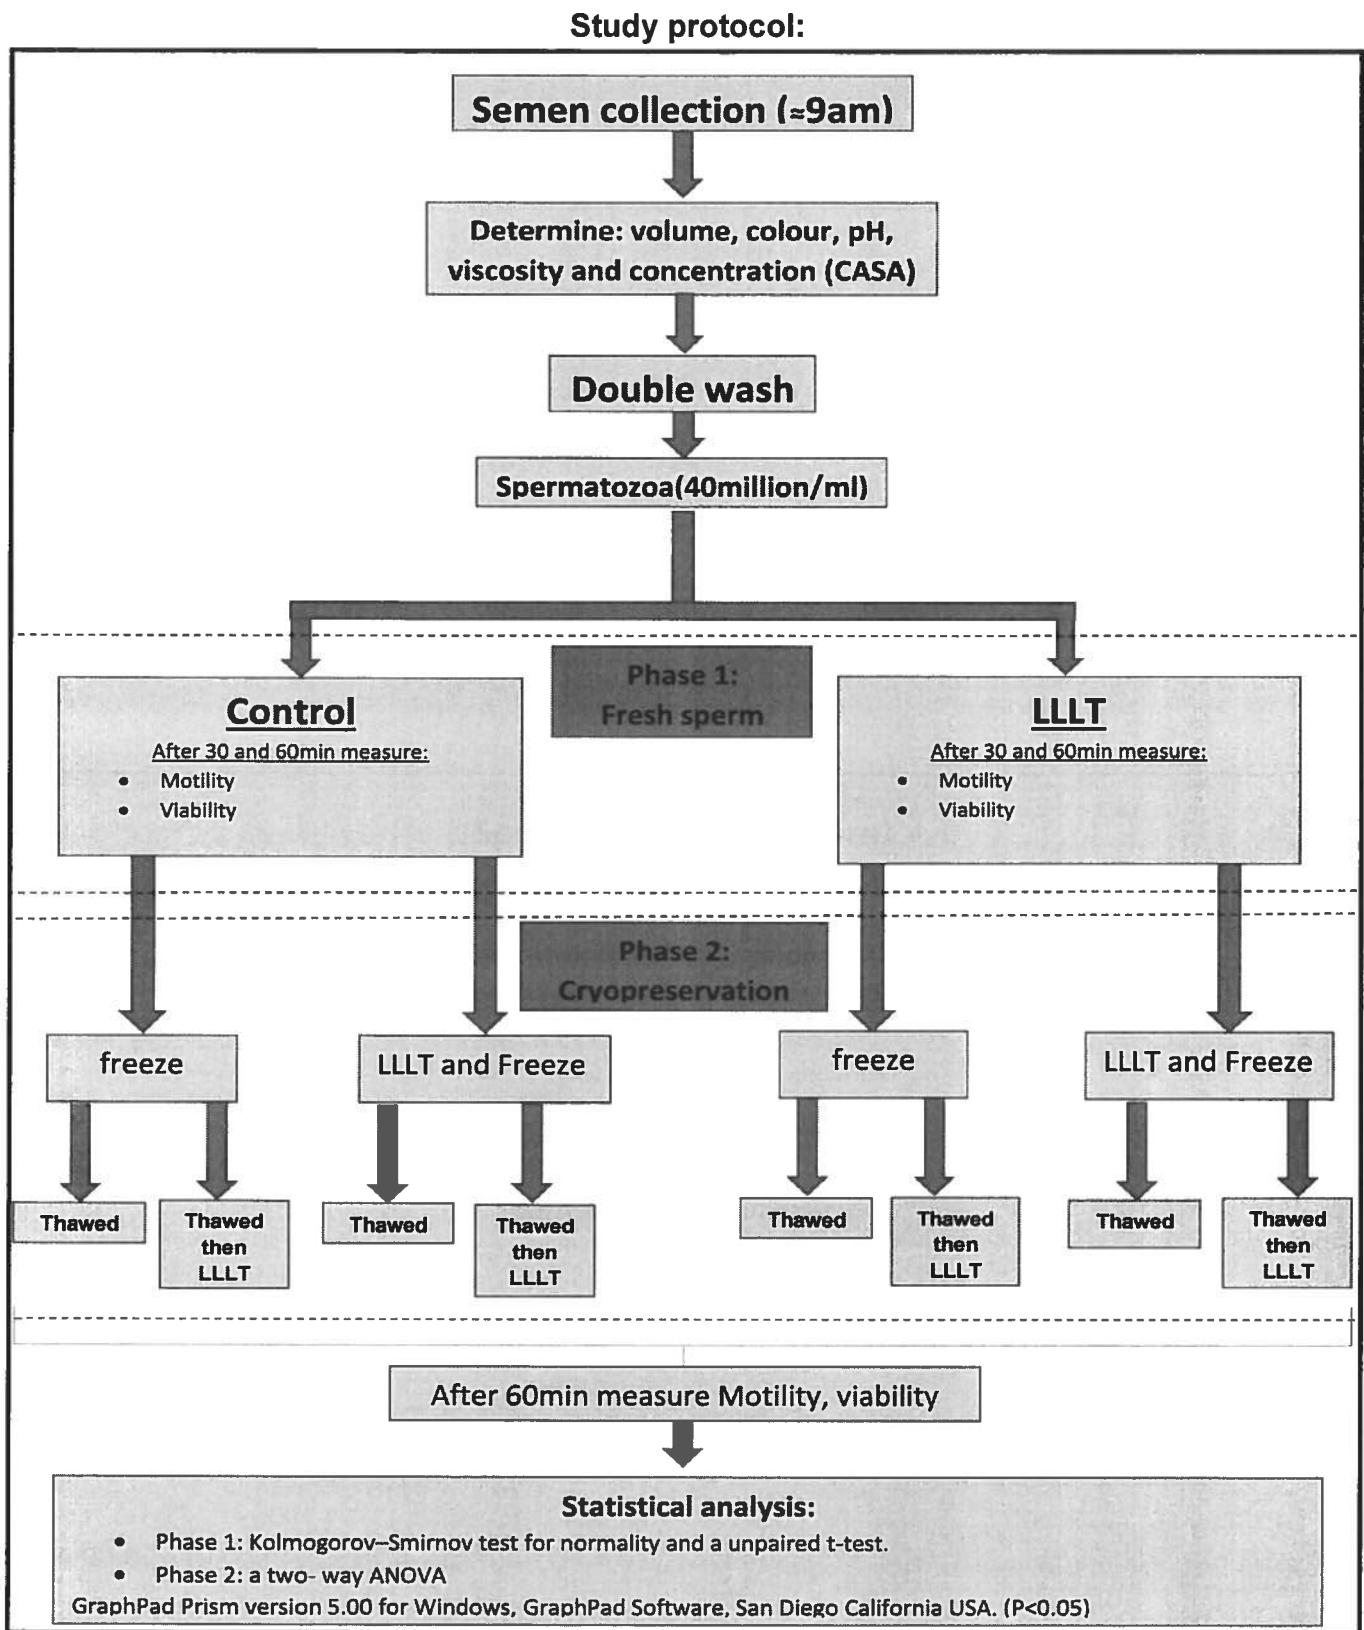 Study protocol:
Semen collection (≈9am)
Determine: volume, colour, pH,
viscosity and concentration (CASA)
Double wash
Spermatozoa(40million/ml)
Phase 1:
Fresh sperm
Control
After 30 and 60min measure:
• Motility
• Viability
LLLT
After 30 and 60min measure:
• Motility
• Viability
Phase 2:
Cryopreservation
freeze
LLLT and Freeze
freeze
LLLT and Freeze
Thawed
Thawed
then
LLLT
Thawed
Thawed
then
LLLT
Thawed
Thawed
then
LLLT
Thawed
Thawed
then
LLLT
After 60min measure Motility, viability
Statistical analysis:
• Phase 1: Kolmogorov–Smirnov test for normality and a unpaired t-test.
• Phase 2: a two- way ANOVA
GraphPad Prism version 5.00 for Windows, GraphPad Software, San Diego California USA. (P<0.05)